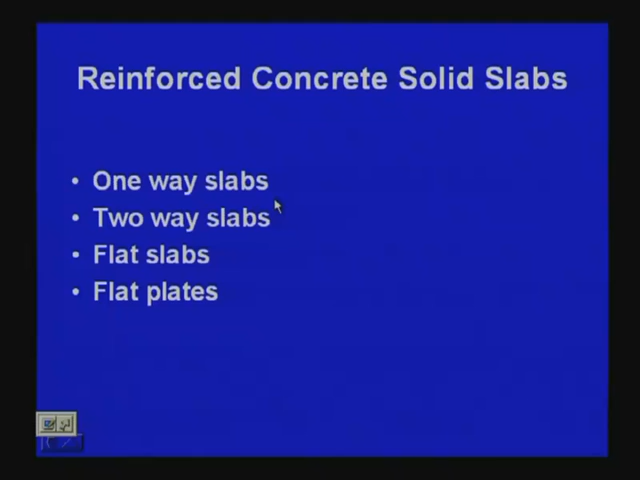 Reinforced Concrete Solid Slabs
• One way slabs
• Two way slabs
• Flat slabs
• Flat plates